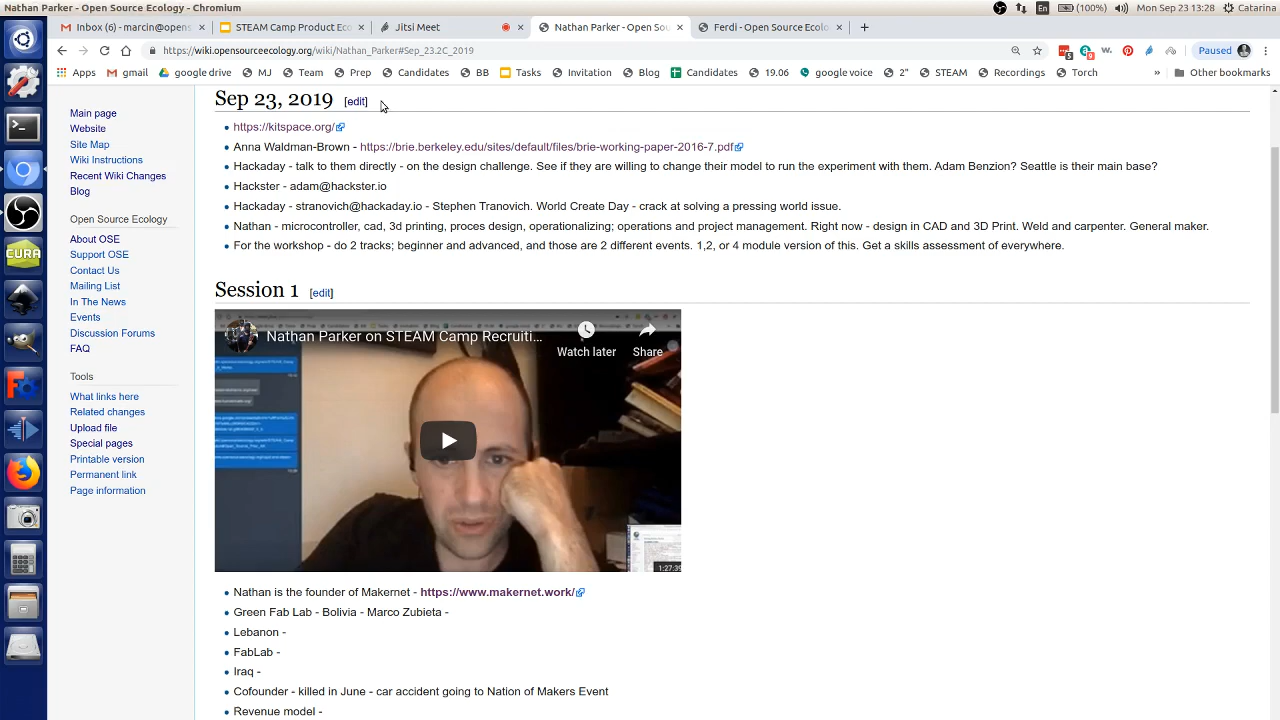 Nathan Parker - Open Source Ecology - Chromium
En
(100%)
Mon Sep 23 13:28
Catarina
Inbox (6) - marcin@opens
STEAM Camp Product Ec
Jitsi Meet
Nathan Parker - Open So
Ferdi - Open Source Ecolo
https://wiki.opensourceecology.org/wiki/Nathan_Parker#Sep_23.2C_2019
Paused
Apps
gmail
google drive
MJ
Team
Prep
Candidates
BB
Tasks
Invitation
Blog
Candidat
19.06
google voice
2"
STEAM
Recordings
Torch
»
Other bookmarks
Main page
Website
Site Map
Wiki Instructions
Recent Wiki Changes
Blog
Open Source Ecology
About OSE
Support OSE
Contact Us
Mailing List
In The News
Events
Discussion Forums
FAQ
Tools
What links here
Related changes
Upload file
Special pages
Printable version
Permanent link
Page information
Sep 23, 2019 [edit]
https://kitspace.org/
Anna Waldman-Brown - https://brie.berkeley.edu/sites/default/files/brie-working-paper-2016-7.pdf
Hackaday - talk to them directly - on the design challenge. See if they are willing to change their model to run the experiment with them. Adam Benzion? Seattle is their main base?
Hackster - adam@hackster.io
Hackaday - stranovich@hackaday.io - Stephen Tranovich. World Create Day - crack at solving a pressing world issue.
Nathan - microcontroller, cad, 3d printing, services design, operationalizing; operations and project management. Right now - design in CAD and 3D Print. Weld and carpenter. General maker.
For the workshop - do 2 tracks; beginner and advanced, and those are 2 different events. 1,2, or 4 module version of this. Get a skills assessment of everywhere.
Session 1 [edit]
Nathan Parker on STEAM Camp Recruiti...
Watch later
Share
1:27:39
Nathan is the founder of Makernet - https://www.makernet.work/
Green Fab Lab - Bolivia - Marco Zubieta -
Lebanon -
FabLab -
Iraq -
Cofounder - killed in June - car accident going to Nation of Makers Event
Revenue model -
CURA